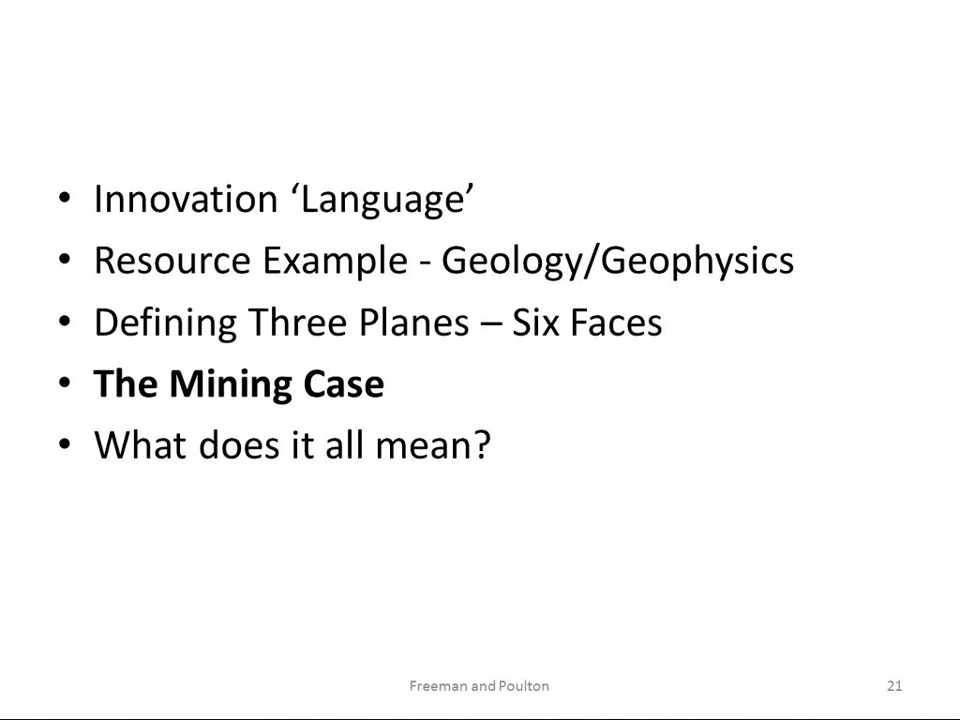 • Innovation ‘Language’
• Resource Example - Geology/Geophysics
• Defining Three Planes – Six Faces
• The Mining Case
• What does it all mean?
Freeman and Poulton
21